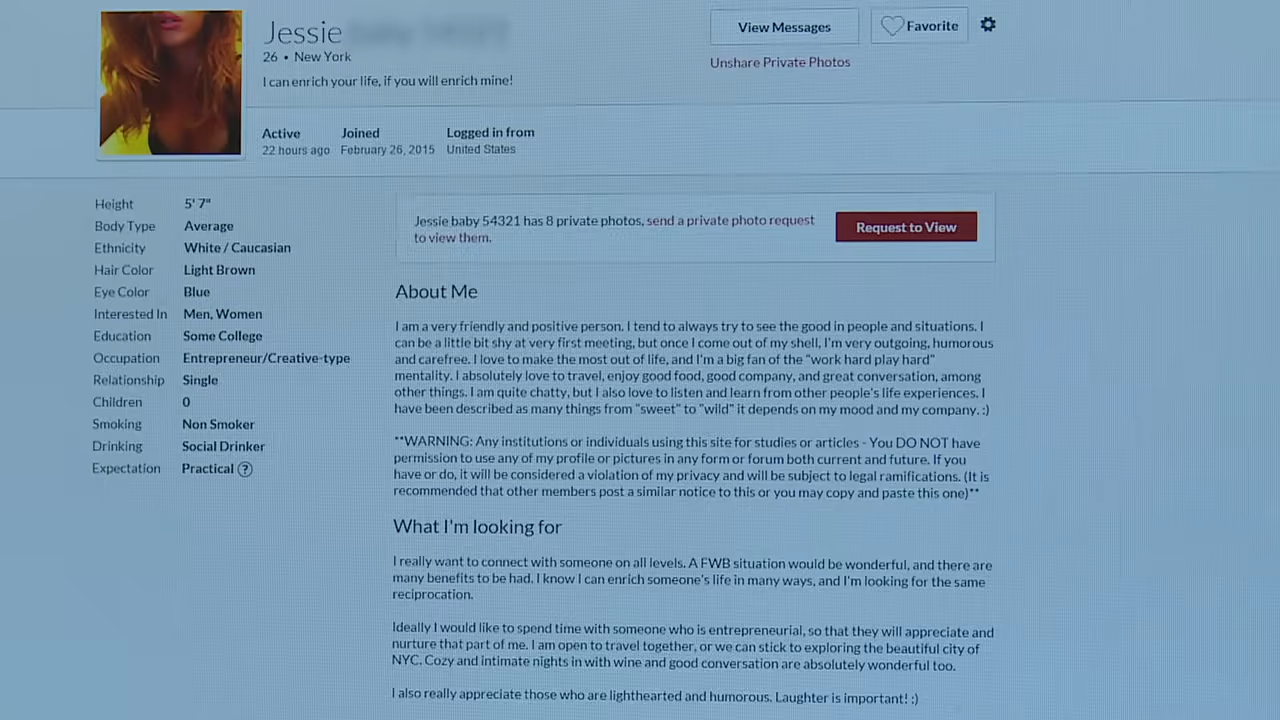 Jessie
26 • New York
I can enrich your life, if you will enrich mine!
View Messages
Favorite
Unshare Private Photos
Active Joined Logged in from
22 hours ago February 26, 2015 United States
Height 5' 7"
Body Type Average
Ethnicity White / Caucasian
Hair Color Light Brown
Eye Color Blue
Interested In Men, Women
Education Some College
Occupation Entrepreneur/Creative-type
Relationship Single
Children 0
Smoking Non Smoker
Drinking Social Drinker
Expectation Practical ?
Jessie baby 54321 has 8 private photos, send a private photo request
to view them.
Request to View
About Me
I am a very friendly and positive person. I tend to always try to see the good in people and situations. I
can be a little bit shy at very first meeting, but once I come out of my shell, I'm very outgoing, humorous
and carefree. I love to make the most out of life, and I'm a big fan of the "work hard play hard"
mentality. I absolutely love to travel, enjoy good food, good company, and great conversation, among
other things. I am quite chatty, but I also love to listen and learn from other people's life experiences. I
have been described as many things from "sweet" to "wild" it depends on my mood and my company. :)
**WARNING: Any institutions or individuals using this site for studies or articles - You DO NOT have
permission to use any of my profile or pictures in any form or forum both current and future. If you
have or do, it will be considered a violation of my privacy and will be subject to legal ramifications. (It is
recommended that other members post a similar notice to this or you may copy and paste this one)**
What I'm looking for
I really want to connect with someone on all levels. A FWB situation would be wonderful, and there are
many benefits to be had. I know I can enrich someone's life in many ways, and I'm looking for the same
reciprocation.
Ideally I would like to spend time with someone who is entrepreneurial, so that they will appreciate and
nurture that part of me. I am open to travel together, or we can stick to exploring the beautiful city of
NYC. Cozy and intimate nights in with wine and good conversation are absolutely wonderful too.
I also really appreciate those who are lighthearted and humorous. Laughter is important! :)